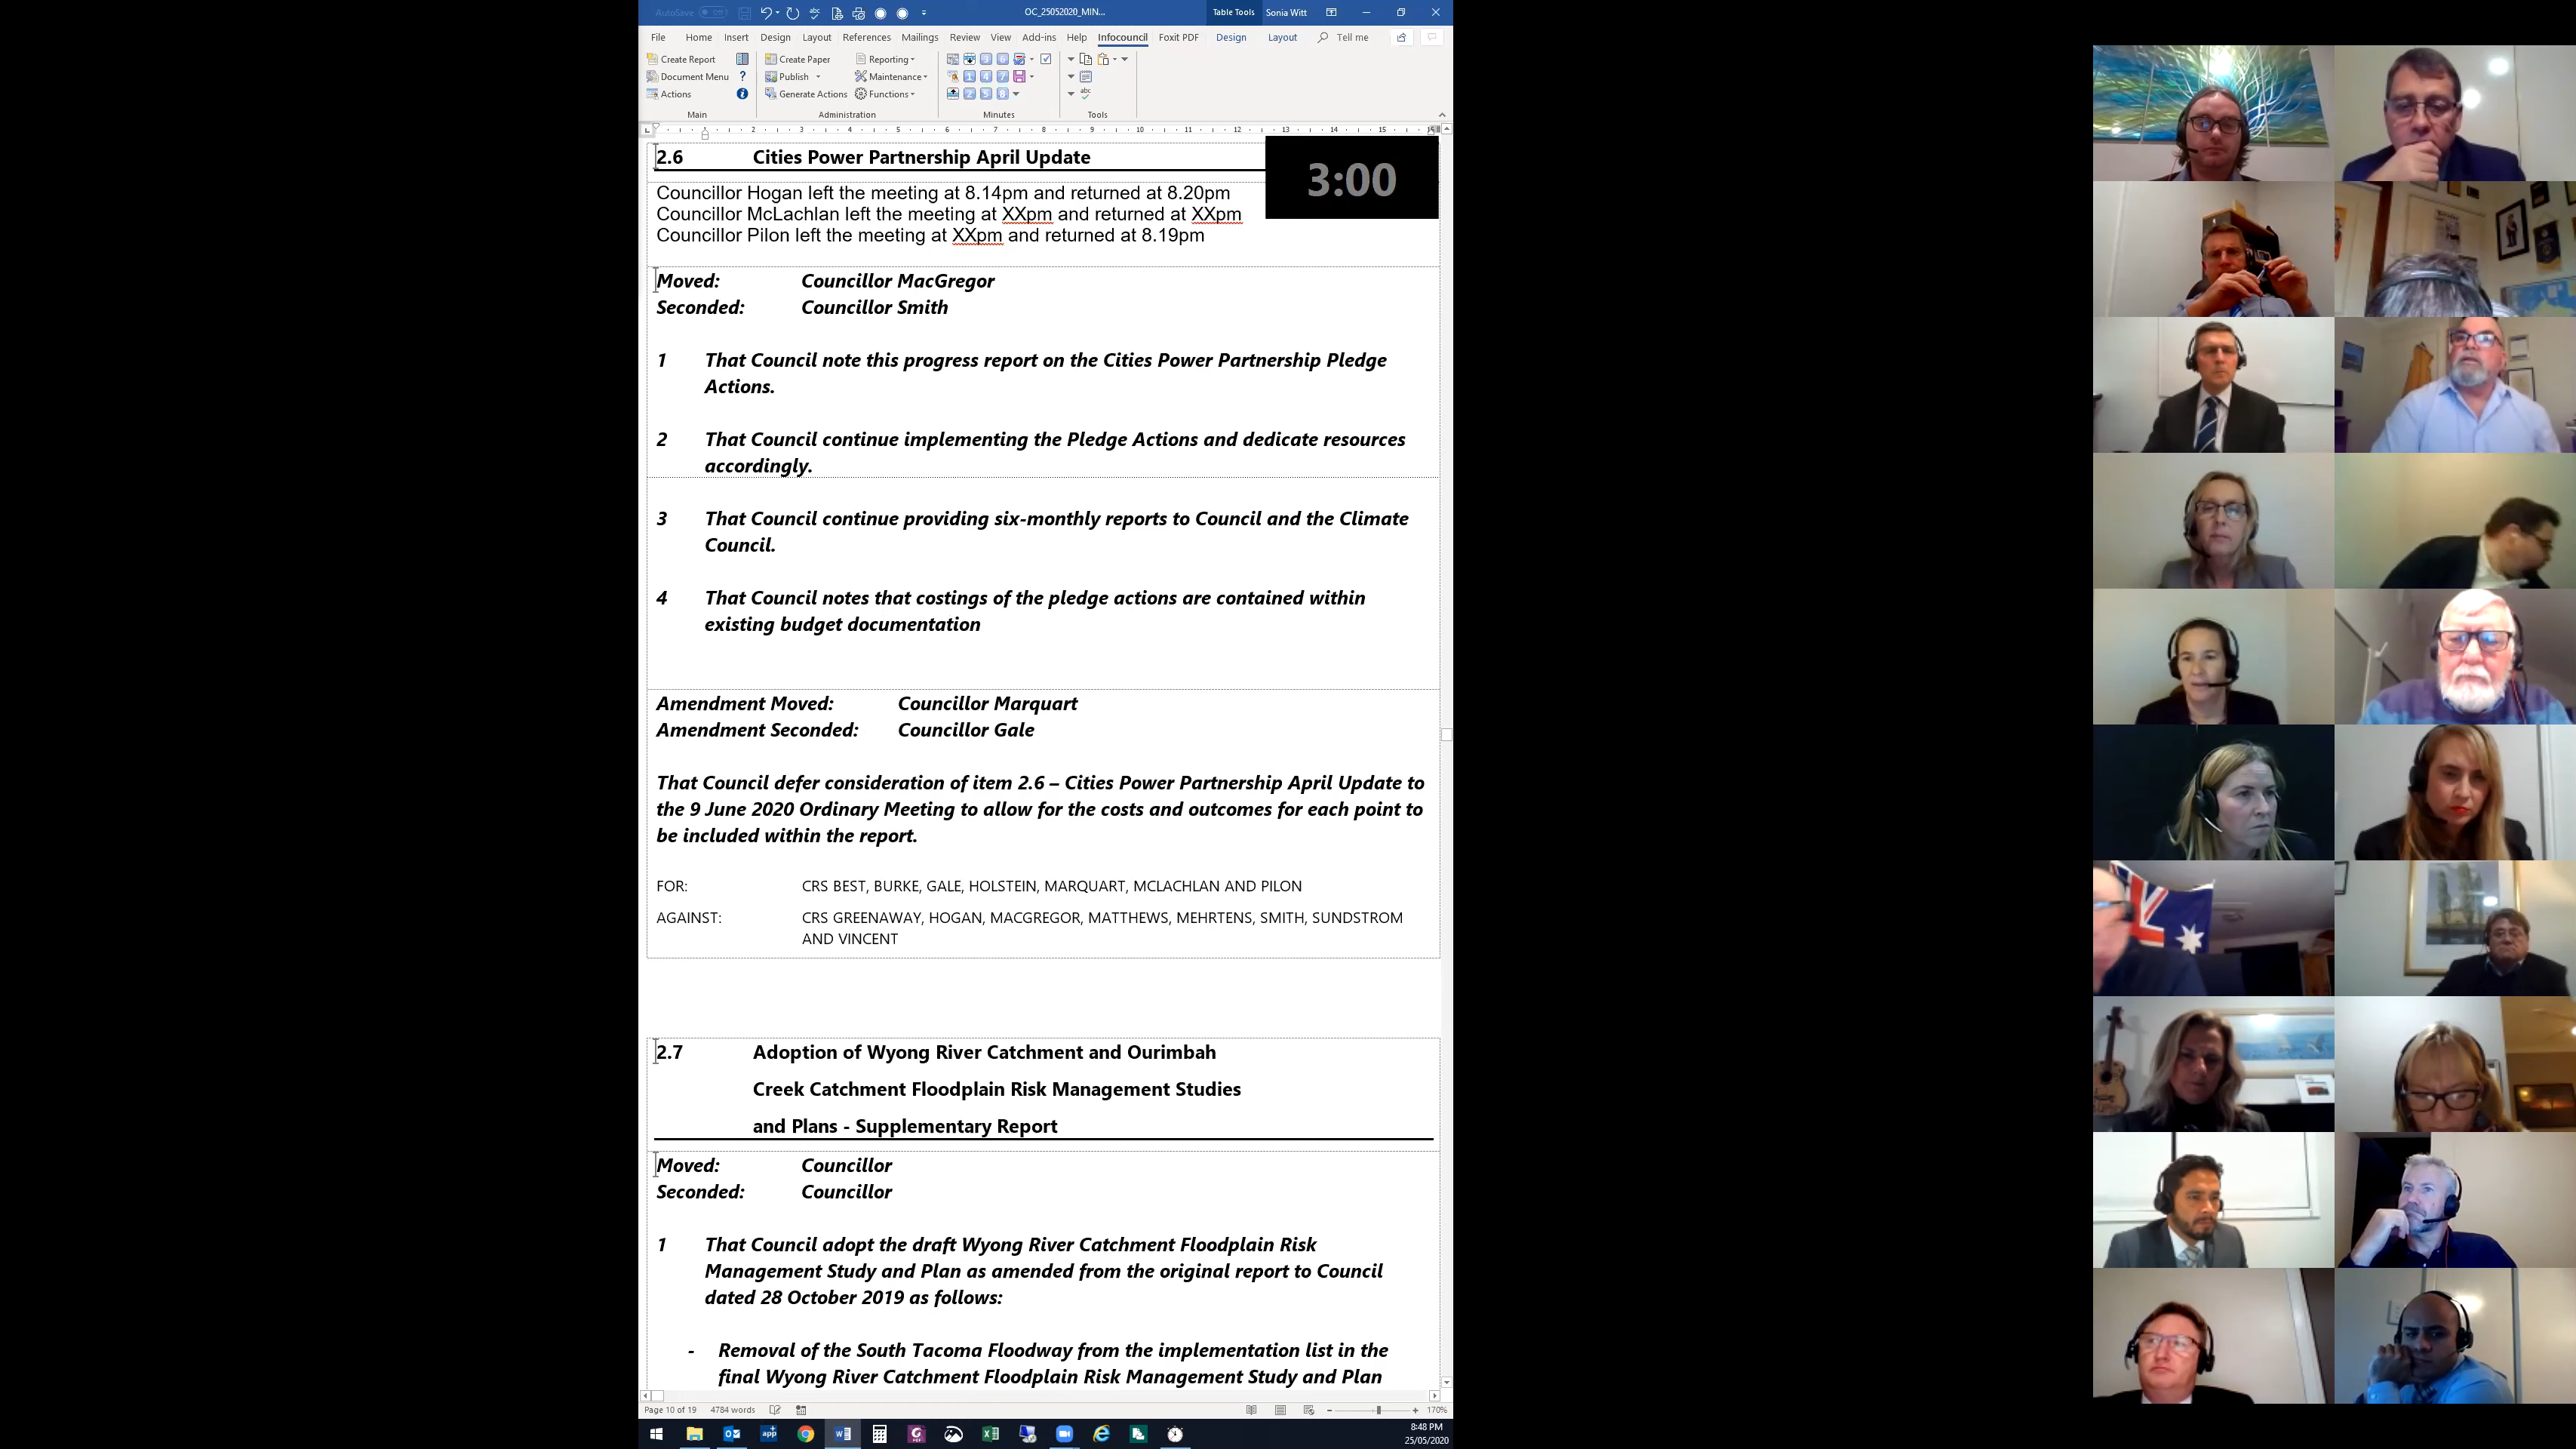 AutoSave Off
OC_25052020_MIN...
Table Tools
Sonia Witt
File Home Insert Design Layout References Mailings Review View Add-ins Help Infocouncil Foxit PDF Design Layout Tell me
Create Report
Document Menu
Actions
Main
Create Paper
Publish
Generate Actions
Reporting
Maintenance
Functions
Administration
Minutes
Tools
2.6 Cities Power Partnership April Update
3:00
Councillor Hogan left the meeting at 8.14pm and returned at 8.20pm
Councillor McLachlan left the meeting at XXpm and returned at XXpm
Councillor Pilon left the meeting at XXpm and returned at 8.19pm
Moved: Councillor MacGregor
Seconded: Councillor Smith
1 That Council note this progress report on the Cities Power Partnership Pledge
Actions.
2 That Council continue implementing the Pledge Actions and dedicate resources
accordingly.
3 That Council continue providing six-monthly reports to Council and the Climate
Council.
4 That Council notes that costings of the pledge actions are contained within
existing budget documentation
Amendment Moved: Councillor Marquart
Amendment Seconded: Councillor Gale
That Council defer consideration of item 2.6 – Cities Power Partnership April Update to
the 9 June 2020 Ordinary Meeting to allow for the costs and outcomes for each point to
be included within the report.
FOR: CRS BEST, BURKE, GALE, HOLSTEIN, MARQUART, MCLACHLAN AND PILON
AGAINST: CRS GREENAWAY, HOGAN, MACGREGOR, MATTHEWS, MEHRTENS, SMITH, SUNDSTROM
AND VINCENT
2.7 Adoption of Wyong River Catchment and Ourimbah
Creek Catchment Floodplain Risk Management Studies
and Plans - Supplementary Report
Moved: Councillor
Seconded: Councillor
1 That Council adopt the draft Wyong River Catchment Floodplain Risk
Management Study and Plan as amended from the original report to Council
dated 28 October 2019 as follows:
- Removal of the South Tacoma Floodway from the implementation list in the
final Wyong River Catchment Floodplain Risk Management Study and Plan
Page 10 of 19 4784 words
170%
8:48 PM
25/05/2020